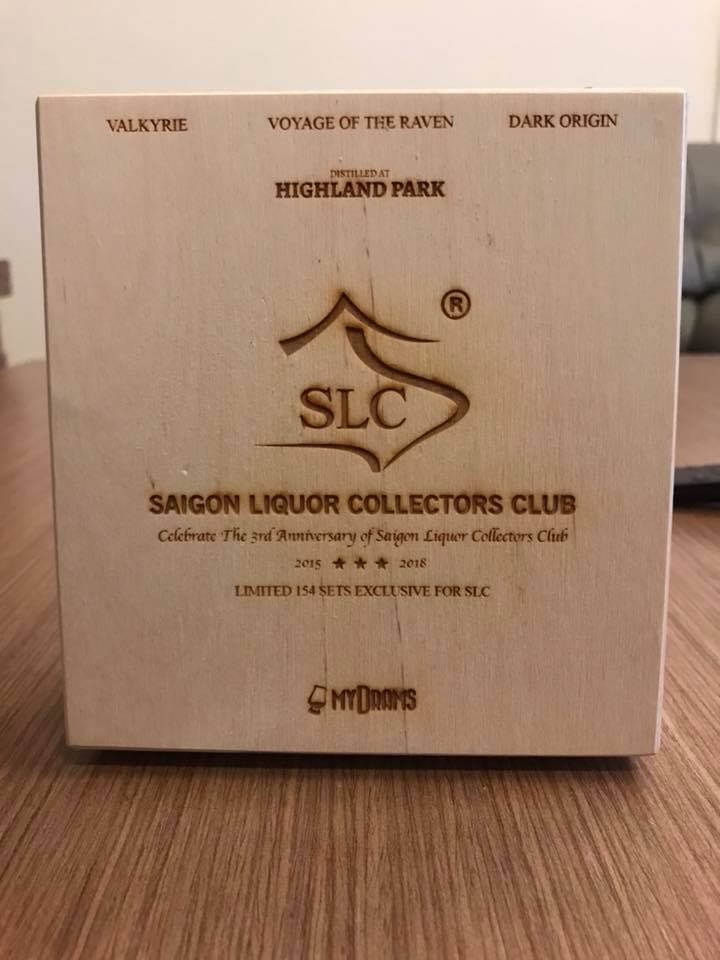 VALKYRIE VOYAGE OF THE RAVEN DARK ORIGIN
DISTILLED AT
HIGHLAND PARK
®
SLC
SAIGON LIQUOR COLLECTORS CLUB
Celebrate The 3rd Anniversary of Saigon Liquor Collectors Club
2015 ★ ★ ★ 2018
LIMITED 154 SETS EXCLUSIVE FOR SLC
MYDRAMS